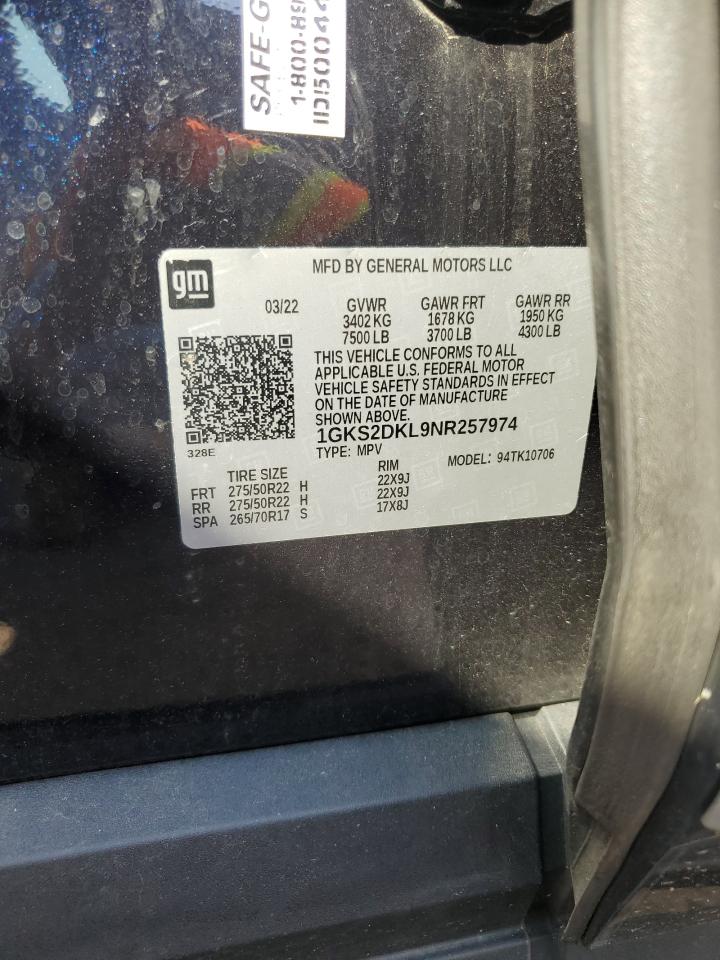 SAFE-G
1-800-89
ID#50044
gm
MFD BY GENERAL MOTORS LLC
03/22
GVWR GAWR FRT GAWR RR
3402 KG 1678 KG 1950 KG
7500 LB 3700 LB 4300 LB
THIS VEHICLE CONFORMS TO ALL
APPLICABLE U.S. FEDERAL MOTOR
VEHICLE SAFETY STANDARDS IN EFFECT
ON THE DATE OF MANUFACTURE
SHOWN ABOVE.
1GKS2DKL9NR257974
TYPE: MPV MODEL: 94TK10706
328E
TIRE SIZE RIM
FRT 275/50R22 H 22X9J
RR 275/50R22 H 22X9J
SPA 265/70R17 S 17X8J